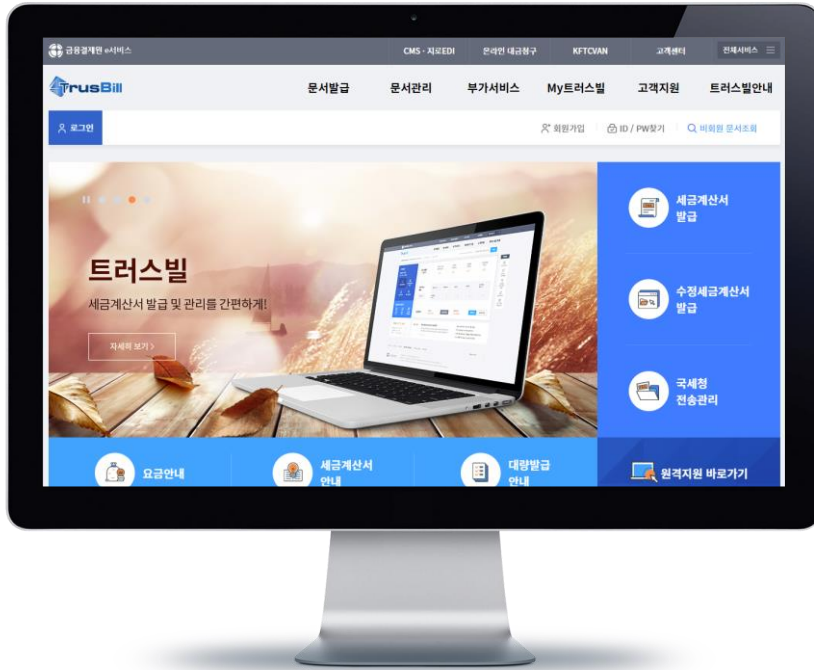 금융결제원 e서비스
CMS · 지로EDI 온라인 대금청구 KFTCVAN 고객센터 전체서비스
TrusBill
문서발급 문서관리 부가서비스 My트러스빌 고객지원 트러스빌안내
로그인
회원가입 ID / PW찾기 비회원 문서조회
트러스빌
세금계산서 발급 및 관리를 간편하게!
자세히 보기 >
세금계산서
발급
수정세금계산서
발급
국세청
전송관리
요금안내
세금계산서
안내
대량발급
안내
원격지원 바로가기